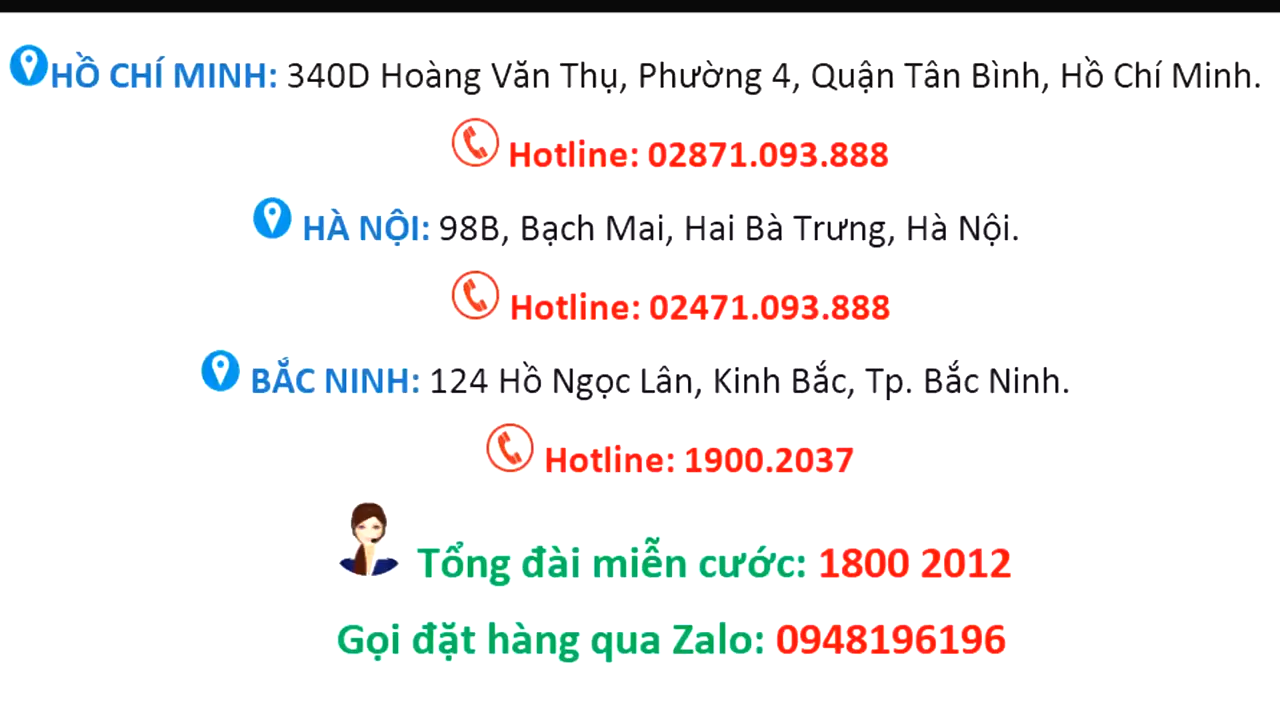 HỒ CHÍ MINH: 340D Hoàng Văn Thụ, Phường 4, Quận Tân Bình, Hồ Chí Minh.
Hotline: 02871.093.888
HÀ NỘI: 98B, Bạch Mai, Hai Bà Trưng, Hà Nội.
Hotline: 02471.093.888
BẮC NINH: 124 Hồ Ngọc Lân, Kinh Bắc, Tp. Bắc Ninh.
Hotline: 1900.2037
Tổng đài miễn cước: 1800 2012
Gọi đặt hàng qua Zalo: 0948196196